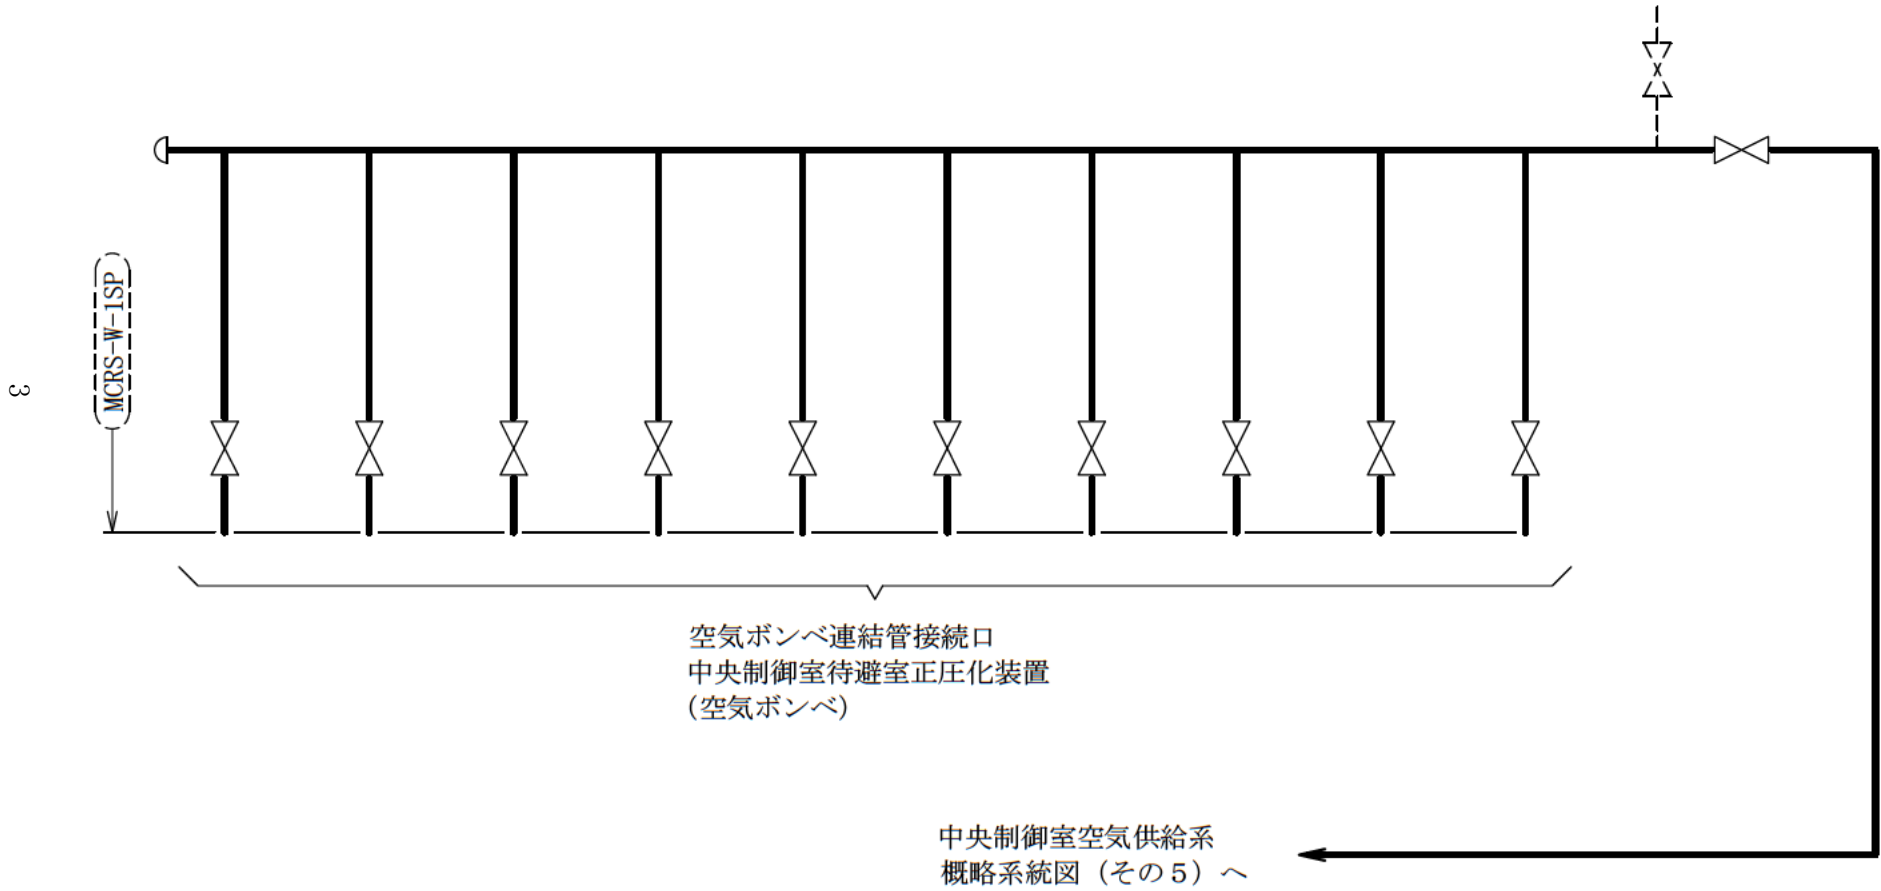 MCRS-W-1SP
3
空気ボンベ連結管接続口
中央制御室待避室正圧化装置
(空気ボンベ)
中央制御室空気供給系
概略系統図（その５）へ